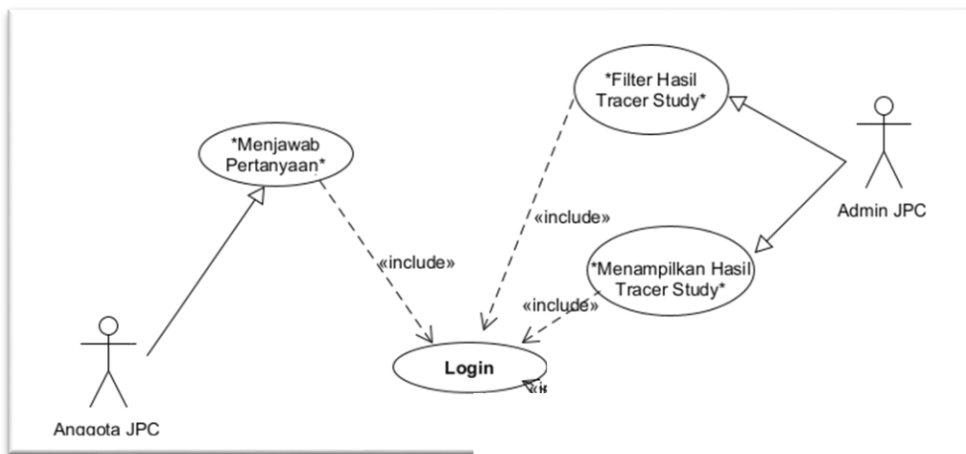 *Filter Hasil
Tracer Study*
*Menjawab
Pertanyaan*
Admin JPC
«include»
«include»
*Menampilkan Hasil
Tracer Study*
«include»
Login
Anggota JPC